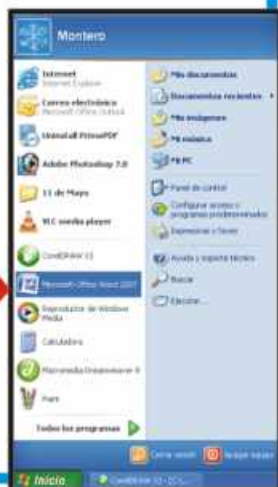 Montero
Internet
Internet Explorer
Correo electrónico
Microsoft Office Outlook
Uninstall PrimoPDF
Adobe Photoshop 7.0
11 de Mayo
VLC media player
CorelDRAW 12
Microsoft Office Word 2007
Reproductor de Windows Media
Calculadora
Macromedia Dreamweaver 8
Paint
Todos los programas
Mis documentos
Documentos recientes
Mis imágenes
Mi música
Mi PC
Panel de control
Configurar acceso y
programas predeterminados
Impresoras y faxes
Ayuda y soporte técnico
Buscar
Ejecutar...
Cerrar sesión
Apagar equipo
Inicio